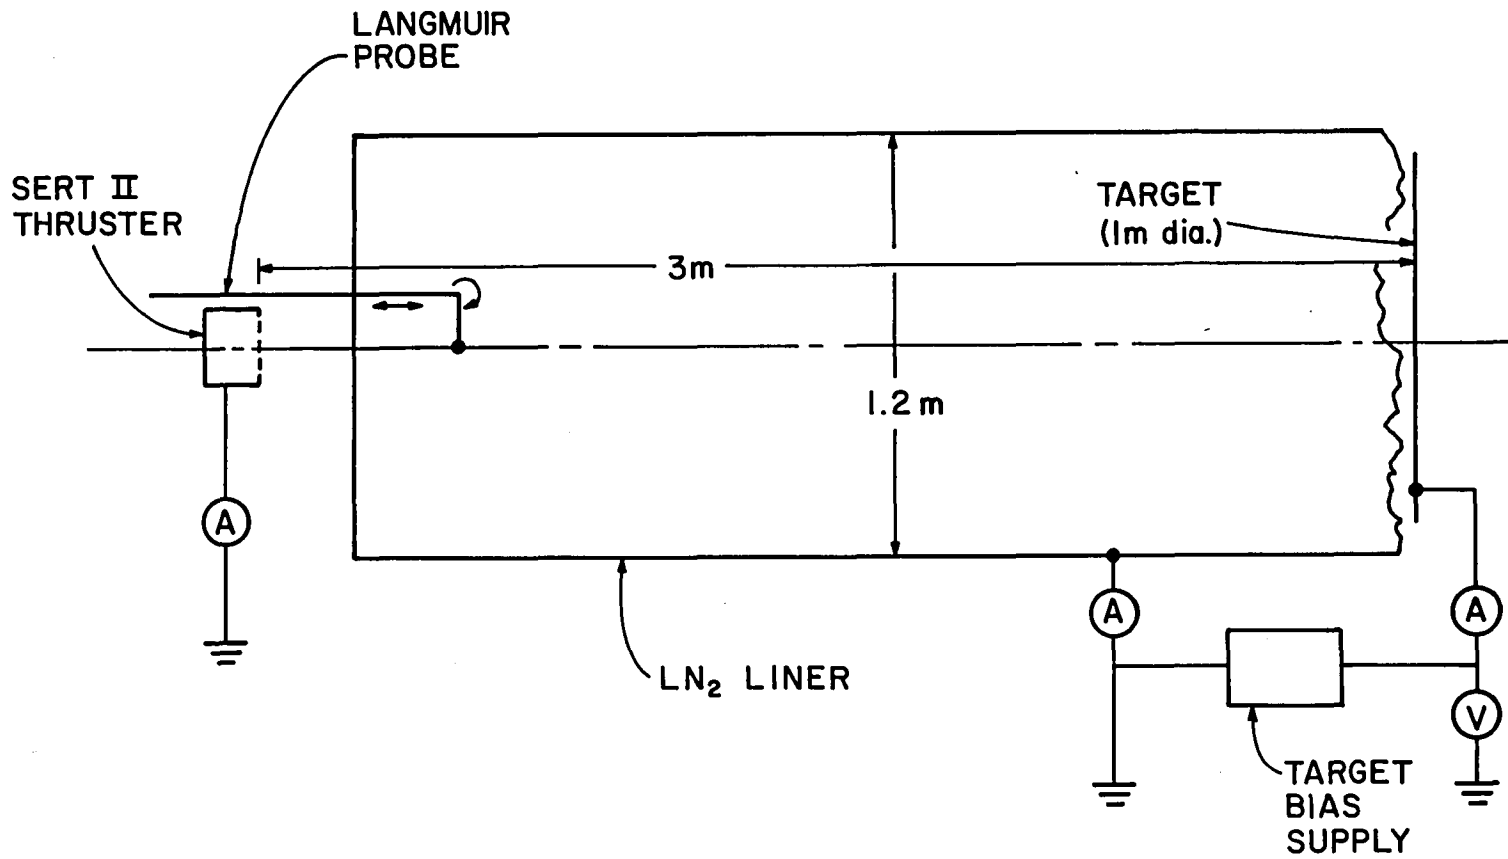 LANGMUIR
PROBE
SERT II
THRUSTER
TARGET
(1m dia.)
3m
1.2 m
A
A
A
V
LN₂ LINER
TARGET
BIAS
SUPPLY